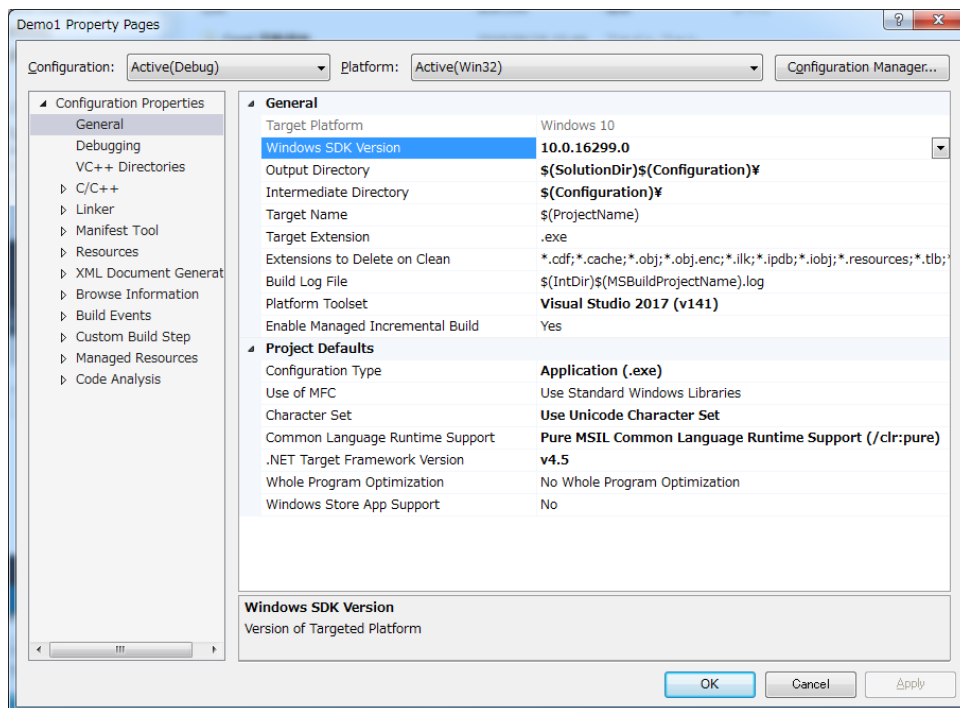 Demo1 Property Pages
Configuration: Active(Debug) Platform: Active(Win32) Configuration Manager...
Configuration Properties
General
Debugging
VC++ Directories
C/C++
Linker
Manifest Tool
Resources
XML Document Generat
Browse Information
Build Events
Custom Build Step
Managed Resources
Code Analysis
General
Target Platform Windows 10
Windows SDK Version 10.0.16299.0
Output Directory $(SolutionDir)$(Configuration)¥
Intermediate Directory $(Configuration)¥
Target Name $(ProjectName)
Target Extension .exe
Extensions to Delete on Clean *.cdf;*.cache;*.obj;*.obj.enc;*.ilk;*.ipdb;*.iobj;*.resources;*.tlb;*
Build Log File $(IntDir)$(MSBuildProjectName).log
Platform Toolset Visual Studio 2017 (v141)
Enable Managed Incremental Build Yes
Project Defaults
Configuration Type Application (.exe)
Use of MFC Use Standard Windows Libraries
Character Set Use Unicode Character Set
Common Language Runtime Support Pure MSIL Common Language Runtime Support (/clr:pure)
.NET Target Framework Version v4.5
Whole Program Optimization No Whole Program Optimization
Windows Store App Support No
Windows SDK Version
Version of Targeted Platform
OK Cancel Apply